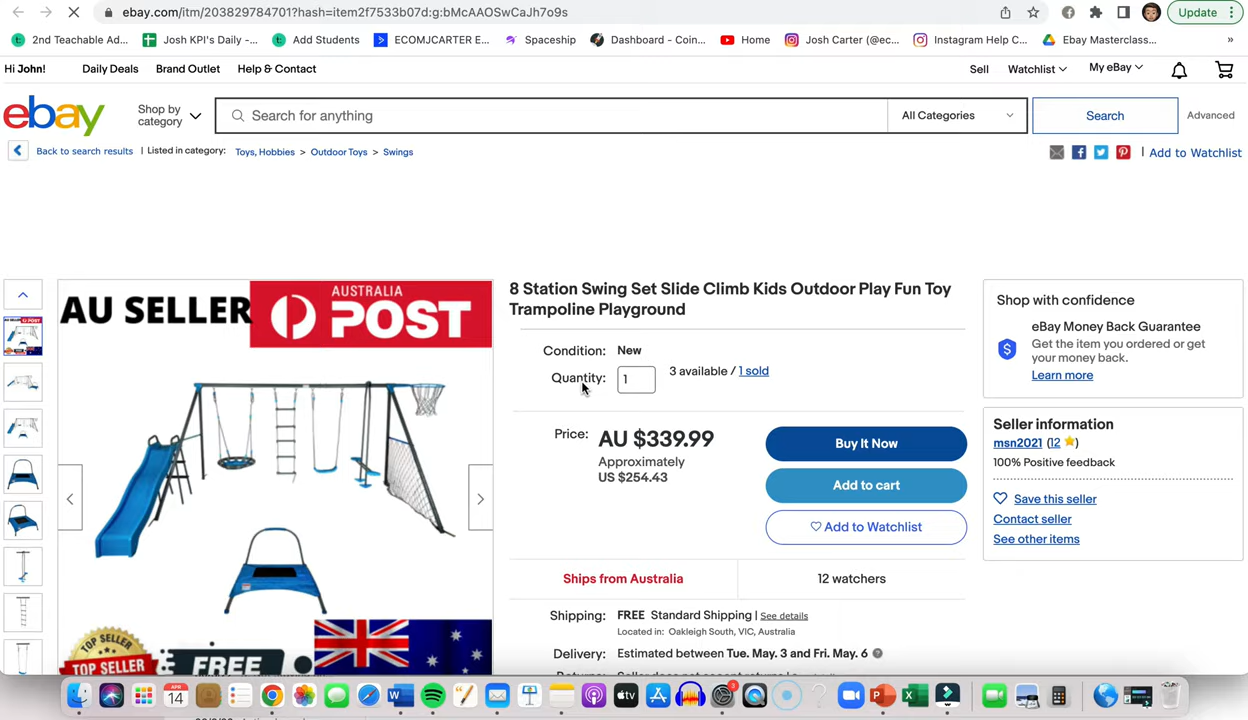 ebay.com/itm/203829784701?hash=item2f7533b07d:g:bMcAAOSwCaJh7o9s
Update
2nd Teachable Ad...
Josh KPI's Daily -...
Add Students
ECOMJCARTER E...
Spaceship
Dashboard - Coin...
Home
Josh Carter (@ec...
Instagram Help C...
Ebay Masterclass...
»
Hi John!
Daily Deals
Brand Outlet
Help & Contact
Sell
Watchlist
My eBay
ebay
Shop by category
Search for anything
All Categories
Search
Advanced
Back to search results | Listed in category: Toys, Hobbies > Outdoor Toys > Swings
| Add to Watchlist
AU SELLER
AUSTRALIA
POST
TOP SELLER
FREE
8 Station Swing Set Slide Climb Kids Outdoor Play Fun Toy
Trampoline Playground
Condition: New
Quantity: 1
3 available / 1 sold
Price: AU $339.99
Approximately
US $254.43
Buy It Now
Add to cart
Add to Watchlist
Ships from Australia
12 watchers
Shipping: FREE Standard Shipping | See details
Located in: Oakleigh South, VIC, Australia
Delivery: Estimated between Tue. May. 3 and Fri. May. 6
Shop with confidence
eBay Money Back Guarantee
Get the item you ordered or get
your money back.
Learn more
Seller information
msn2021 (12)
100% Positive feedback
Save this seller
Contact seller
See other items
APR
14
3